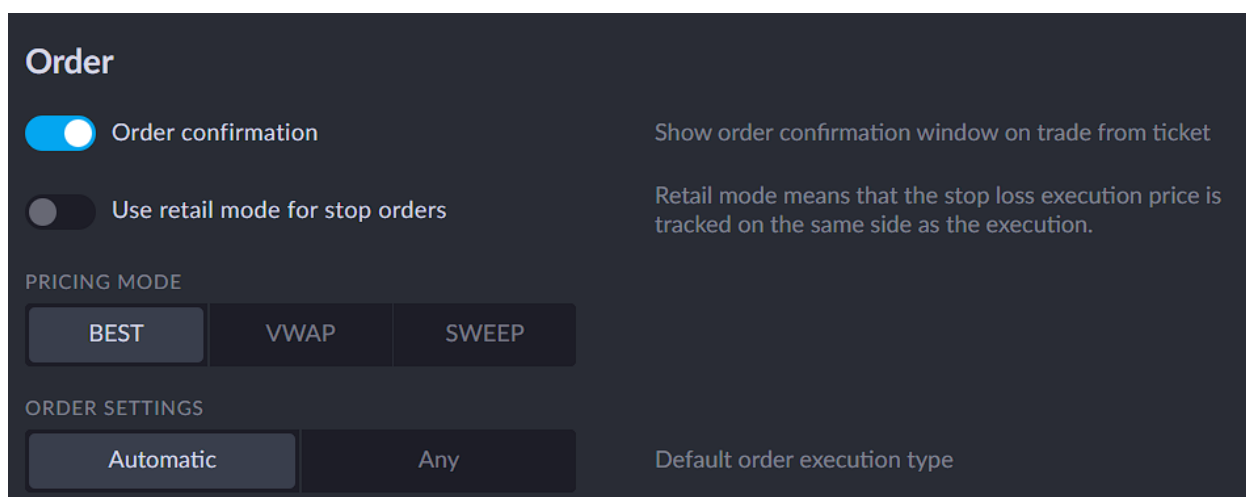 Order
Order confirmation
Show order confirmation window on trade from ticket
Use retail mode for stop orders
Retail mode means that the stop loss execution price is
tracked on the same side as the execution.
PRICING MODE
BEST
VWAP
SWEEP
ORDER SETTINGS
Automatic
Any
Default order execution type